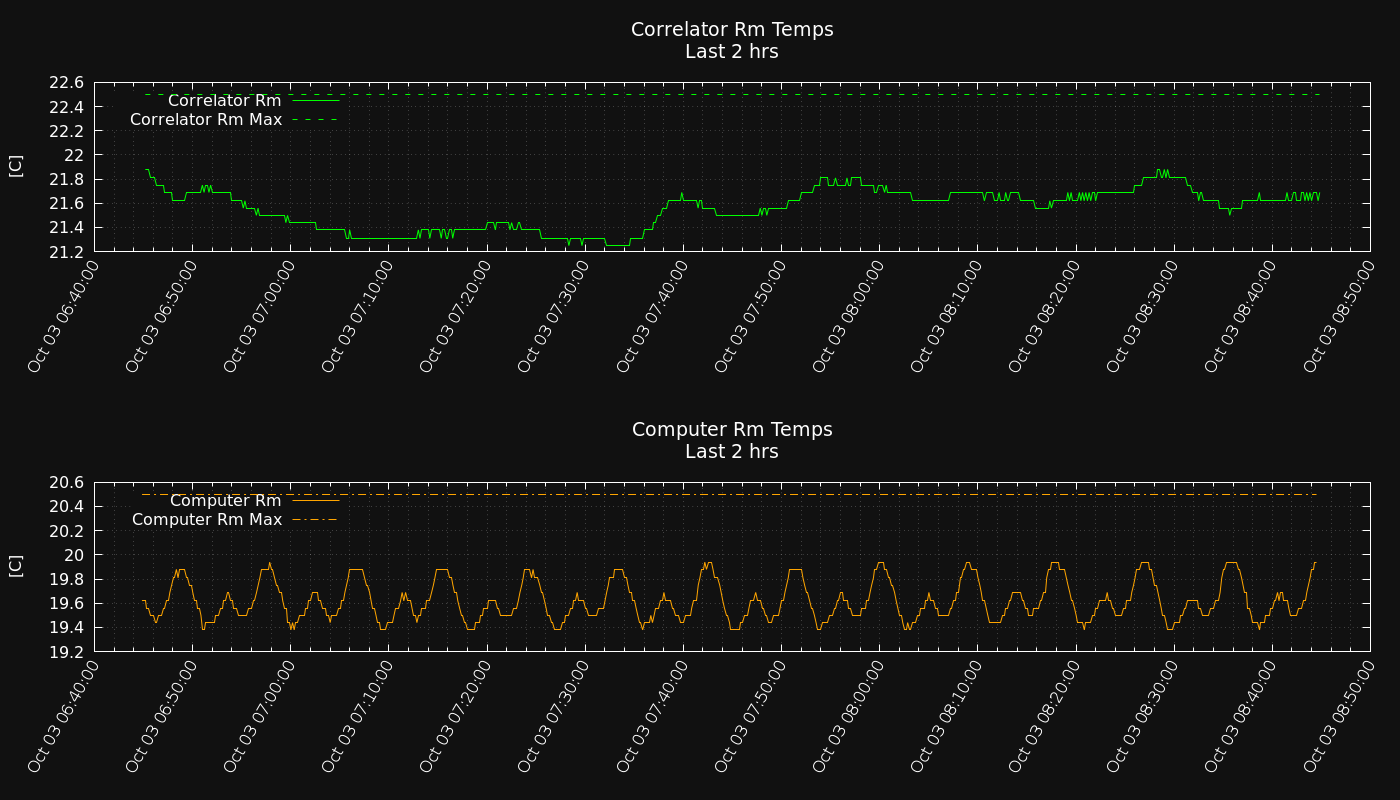 Correlator Rm Temps
Last 2 hrs
22.6
22.4
22.2
22
21.8
21.6
21.4
21.2
[C]
Correlator Rm
Correlator Rm Max
Oct 03 06:40:00
Oct 03 06:50:00
Oct 03 07:00:00
Oct 03 07:10:00
Oct 03 07:20:00
Oct 03 07:30:00
Oct 03 07:40:00
Oct 03 07:50:00
Oct 03 08:00:00
Oct 03 08:10:00
Oct 03 08:20:00
Oct 03 08:30:00
Oct 03 08:40:00
Oct 03 08:50:00
Computer Rm Temps
Last 2 hrs
20.6
20.4
20.2
20
19.8
19.6
19.4
19.2
[C]
Computer Rm
Computer Rm Max
Oct 03 06:40:00
Oct 03 06:50:00
Oct 03 07:00:00
Oct 03 07:10:00
Oct 03 07:20:00
Oct 03 07:30:00
Oct 03 07:40:00
Oct 03 07:50:00
Oct 03 08:00:00
Oct 03 08:10:00
Oct 03 08:20:00
Oct 03 08:30:00
Oct 03 08:40:00
Oct 03 08:50:00